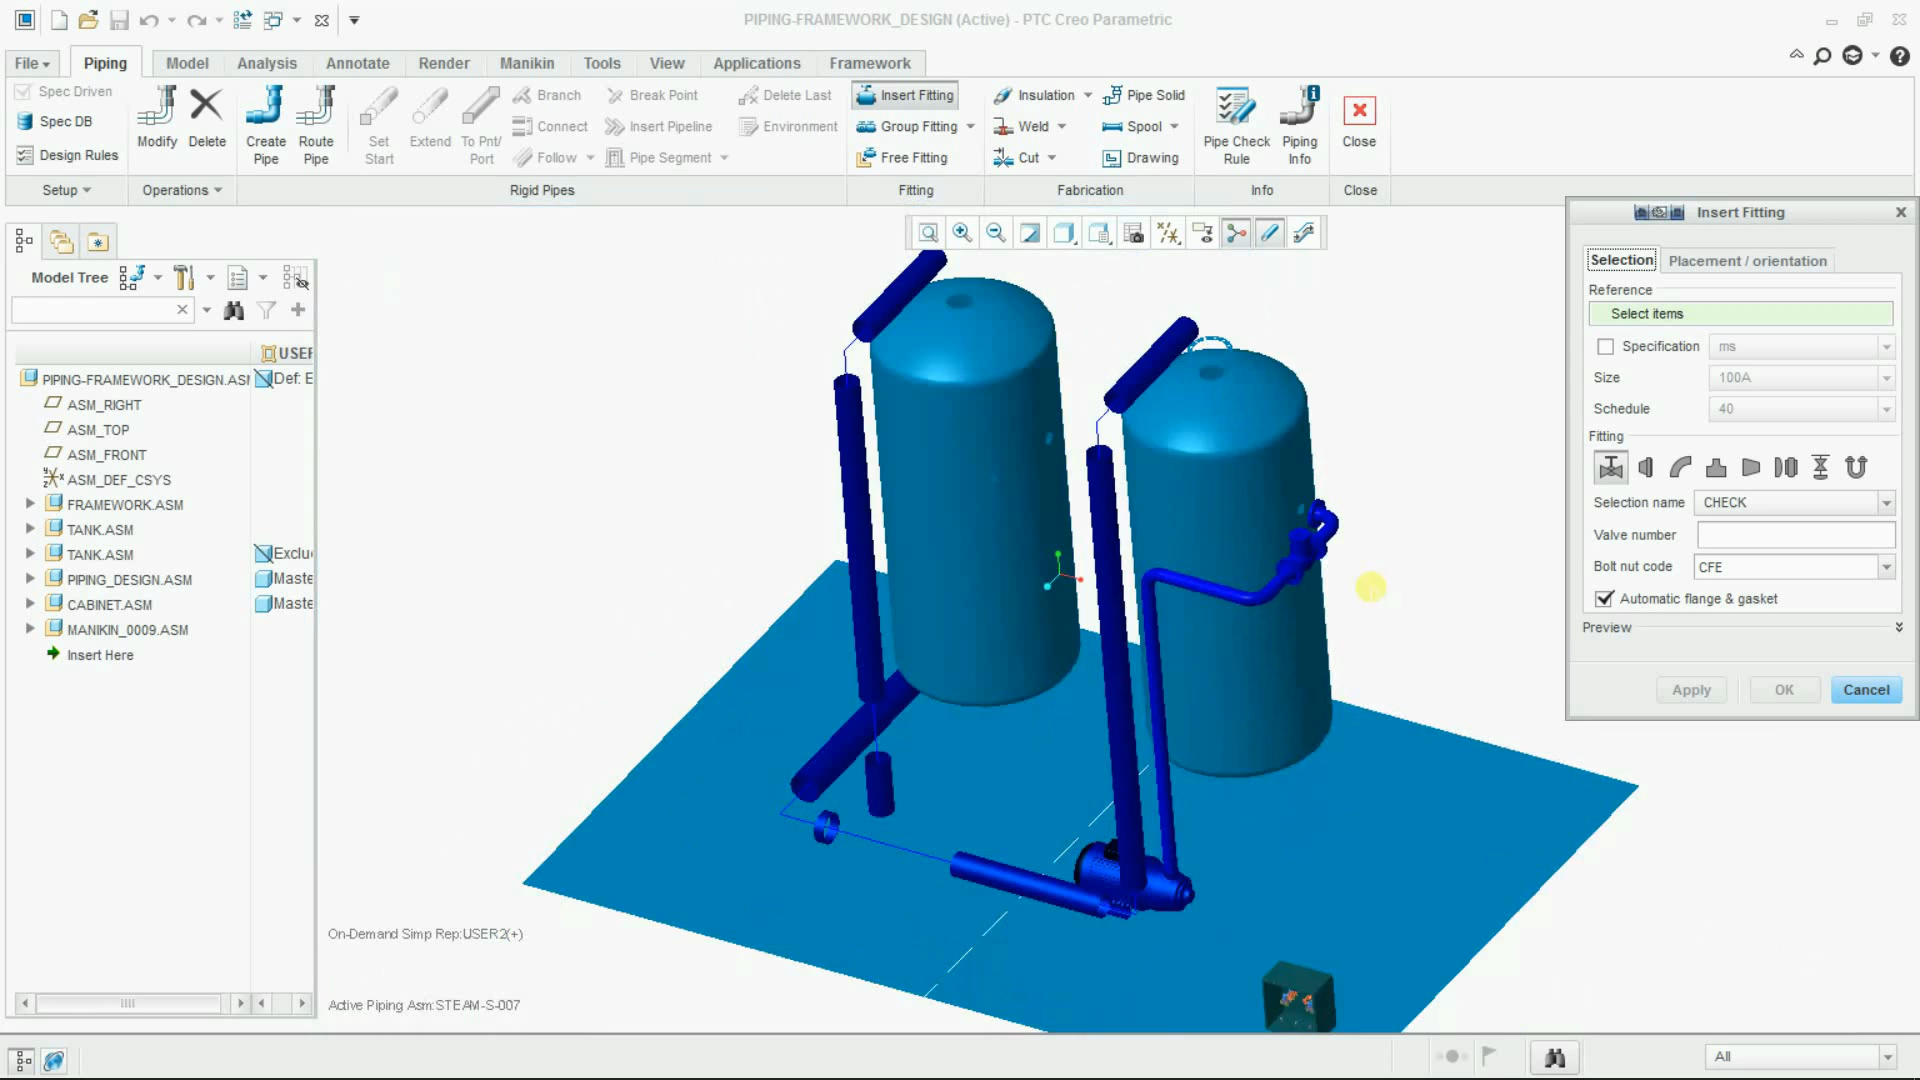 PIPING-FRAMEWORK_DESIGN (Active) - PTC Creo Parametric
File Piping Model Analysis Annotate Render Manikin Tools View Applications Framework
Spec Driven
Spec DB
Design Rules
Setup
Modify
Delete
Operations
Create Pipe
Route Pipe
Set Start
Extend
To Pnt/ Port
Branch
Connect
Follow
Break Point
Insert Pipeline
Pipe Segment
Delete Last
Environment
Rigid Pipes
Insert Fitting
Group Fitting
Free Fitting
Fitting
Insulation
Weld
Cut
Pipe Solid
Spool
Drawing
Fabrication
Pipe Check Rule
Piping Info
Info
Close
Close
Model Tree
USER
PIPING-FRAMEWORK_DESIGN.ASM Def: E
ASM_RIGHT
ASM_TOP
ASM_FRONT
ASM_DEF_CSYS
FRAMEWORK.ASM
TANK.ASM
TANK.ASM Exclu
PIPING_DESIGN.ASM Maste
CABINET.ASM Maste
MANIKIN_0009.ASM
Insert Here
On-Demand Simp Rep:USER2(+)
Active Piping Asm:STEAM-S-007
Insert Fitting
Selection Placement / orientation
Reference
Select items
Specification ms
Size 100A
Schedule 40
Fitting
Selection name CHECK
Valve number
Bolt nut code CFE
Automatic flange & gasket
Preview
Apply OK Cancel
All